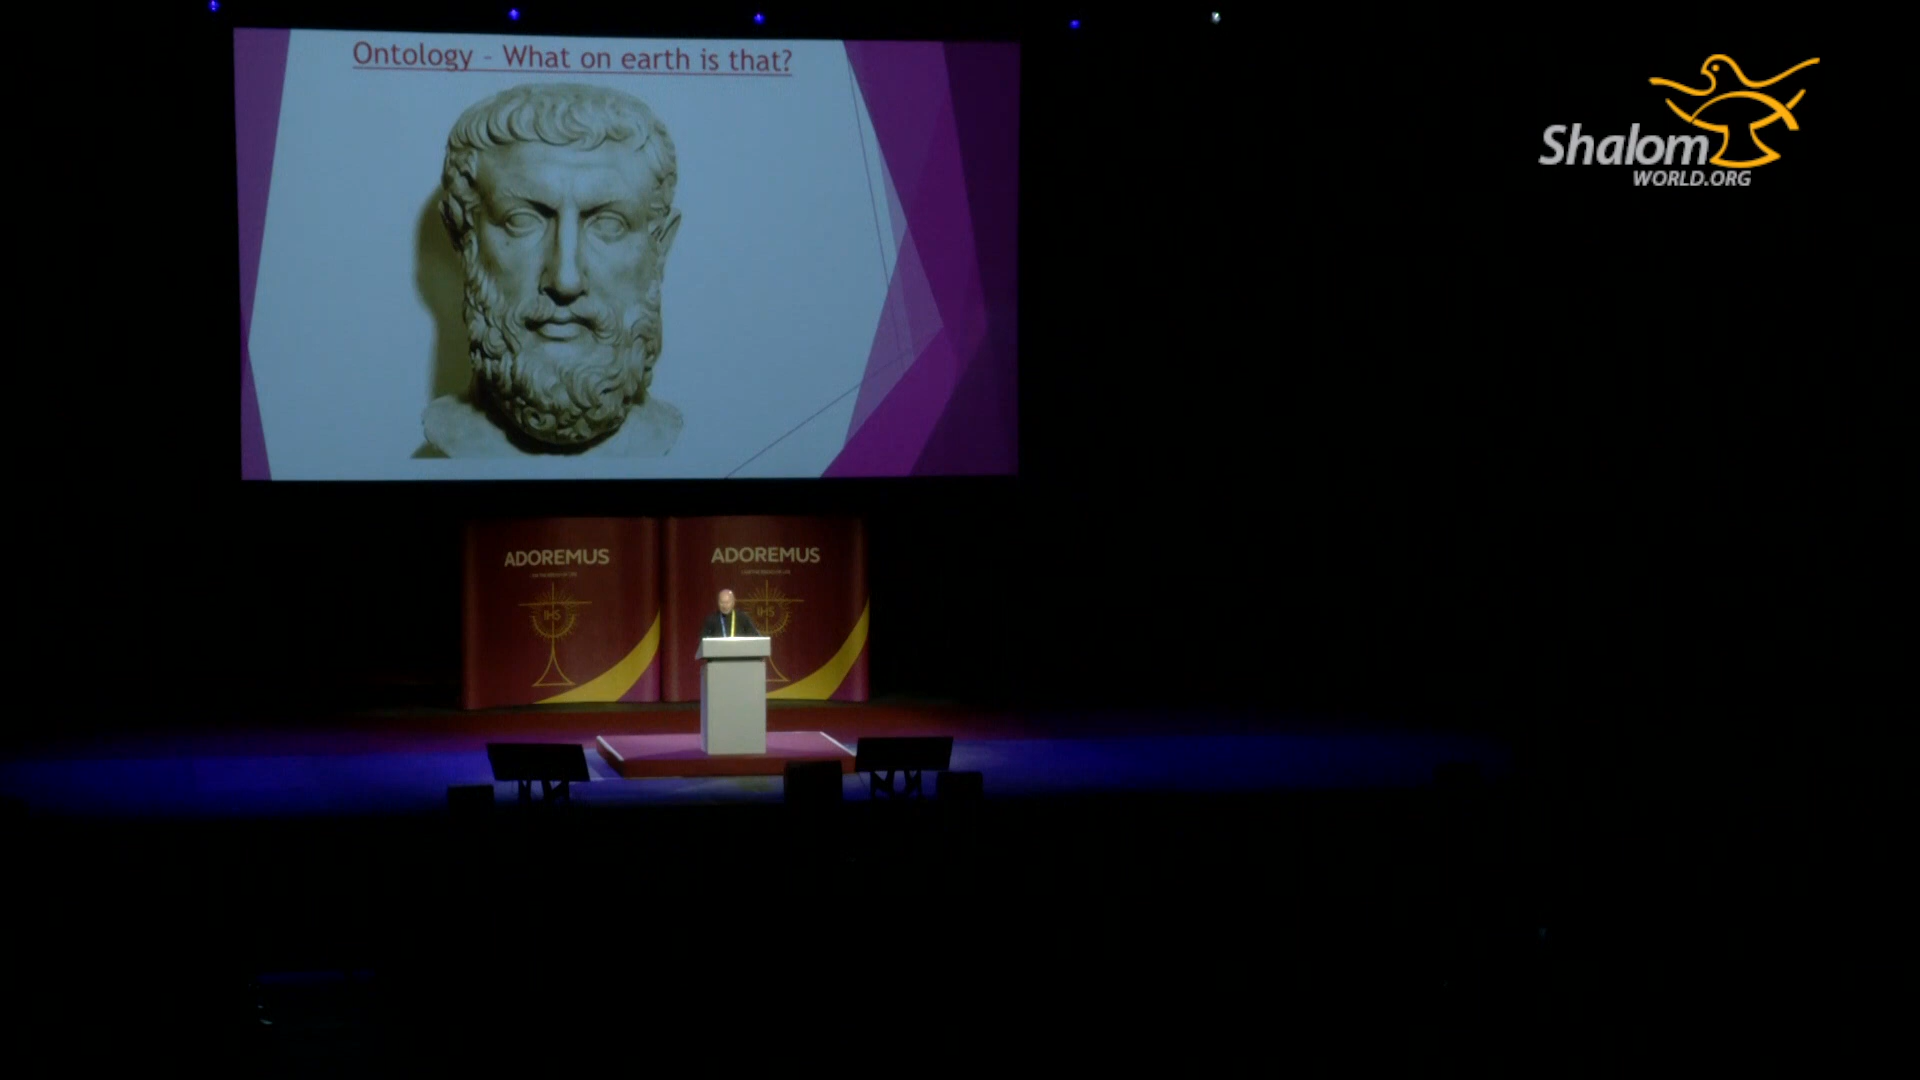 Ontology – What on earth is that?
Shalom
WORLD.ORG
ADOREMUS
ADOREMUS
IHS
IHS